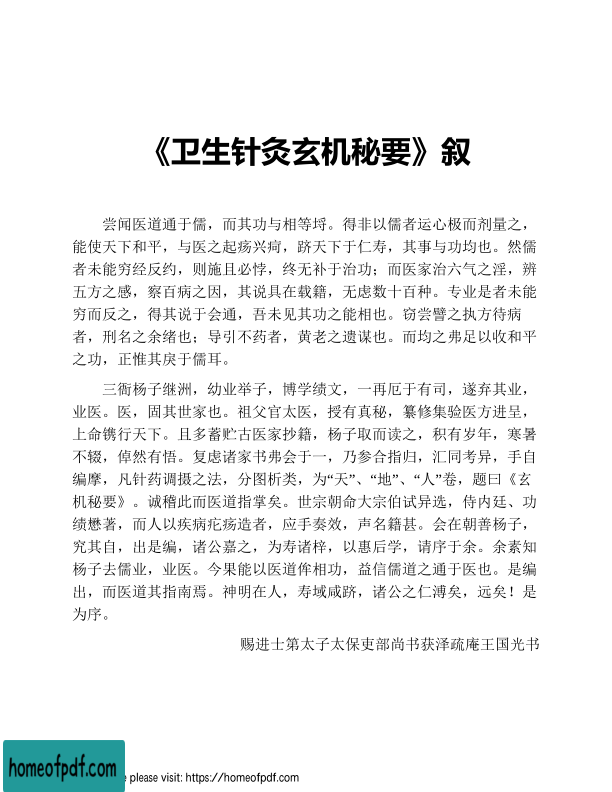 《卫生针灸玄机秘要》叙
尝闻医道通于儒，而其功与相等埒。得非以儒者运心极而剂量之，
能使天下和平，与医之起疡兴疴，跻天下于仁寿，其事与功均也。然儒
者未能穷经反约，则施且必悖，终无补于治功；而医家治六气之淫，辨
五方之感，察百病之因，其说具在载籍，无虑数十百种。专业是者未能
穷而反之，得其说于会通，吾未见其功之能相也。窃尝譬之执方待病
者，刑名之余绪也；导引不药者，黄老之遗谋也。而均之弗足以收和平
之功，正惟其戾于儒耳。
三衙杨子继洲，幼业举子，博学绩文，一再厄于有司，遂弃其业，
业医。医，固其世家也。祖父官太医，授有真秘，纂修集验医方进呈，
上命镌行天下。且多蓄贮古医家抄籍，杨子取而读之，积有岁年，寒暑
不辍，倬然有悟。复虑诸家书弗会于一，乃参合指归，汇同考异，手自
编摩，凡针药调摄之法，分图析类，为“天”、“地”、“人”卷，题曰《玄
机秘要》。诚稽此而医道指掌矣。世宗朝命大宗伯试异选，侍内廷、功
绩懋著，而人以疾病疕疡造者，应手奏效，声名籍甚。会在朝善杨子，
究其自，出是编，诸公嘉之，为寿诸梓，以惠后学，请序于余。余素知
杨子去儒业，业医。今果能以医道侔相功，益信儒道之通于医也。是编
出，而医道其指南焉。神明在人，寿域咸跻，诸公之仁溥矣，远矣！是
为序。
赐进士第太子太保吏部尚书获泽疏庵王国光书
homeofpdf.com
e please visit: https://homeofpdf.com